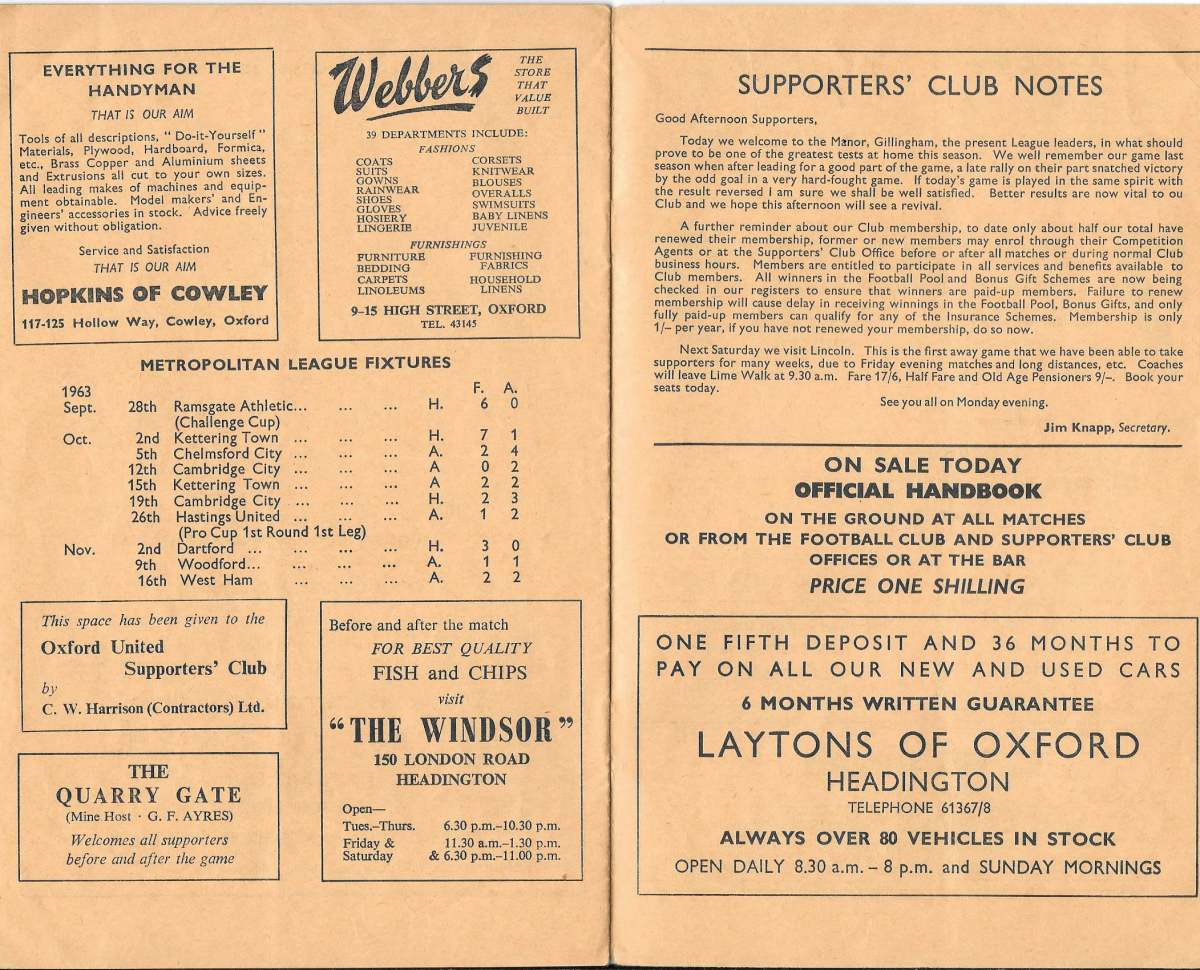 EVERYTHING FOR THE
HANDYMAN
THAT IS OUR AIM
Tools of all descriptions, "Do-it-Yourself"
Materials, Plywood, Hardboard, Formica,
etc., Brass Copper and Aluminium sheets
and Extrusions all cut to your own sizes.
All leading makes of machines and equip-
ment obtainable. Model makers' and En-
gineers' accessories in stock. Advice freely
given without obligation.
Service and Satisfaction
THAT IS OUR AIM
HOPKINS OF COWLEY
117-125 Hollow Way, Cowley, Oxford
Webbers
THE
STORE
THAT
VALUE
BUILT
39 DEPARTMENTS INCLUDE:
FASHIONS
COATS CORSETS
SUITS KNITWEAR
GOWNS BLOUSES
RAINWEAR OVERALLS
SHOES SWIMSUITS
GLOVES BABY LINENS
HOSIERY JUVENILE
LINGERIE
FURNISHINGS
FURNITURE FURNISHING
BEDDING FABRICS
CARPETS HOUSEHOLD
LINOLEUMS LINENS
9-15 HIGH STREET, OXFORD
TEL. 43145
METROPOLITAN LEAGUE FIXTURES
1963 F. A.
Sept. 28th Ramsgate Athletic... ... ... H. 6 0
(Challenge Cup)
Oct. 2nd Kettering Town ... ... ... H. 7 1
5th Chelmsford City ... ... ... A. 2 4
12th Cambridge City ... ... ... A 0 2
15th Kettering Town ... ... ... A 2 2
19th Cambridge City ... ... ... H. 2 3
26th Hastings United ... ... ... A. 1 2
(Pro Cup 1st Round 1st Leg)
Nov. 2nd Dartford ... ... ... ... H. 3 0
9th Woodford... ... ... ... A. 1 1
16th West Ham ... ... ... A. 2 2
This space has been given to the
Oxford United
Supporters' Club
by
C. W. Harrison (Contractors) Ltd.
THE
QUARRY GATE
(Mine Host · G. F. AYRES)
Welcomes all supporters
before and after the game
Before and after the match
FOR BEST QUALITY
FISH and CHIPS
visit
"THE WINDSOR"
150 LONDON ROAD
HEADINGTON
Open—
Tues.-Thurs. 6.30 p.m.-10.30 p.m.
Friday & 11.30 a.m.-1.30 p.m.
Saturday & 6.30 p.m.-11.00 p.m.
SUPPORTERS' CLUB NOTES
Good Afternoon Supporters,
Today we welcome to the Manor, Gillingham, the present League leaders, in what should
prove to be one of the greatest tests at home this season. We well remember our game last
season when after leading for a good part of the game, a late rally on their part snatched victory
by the odd goal in a very hard-fought game. If today's game is played in the same spirit with
the result reversed I am sure we shall be well satisfied. Better results are now vital to ou
Club and we hope this afternoon will see a revival.
A further reminder about our Club membership, to date only about half our total have
renewed their membership, former or new members may enrol through their Competition
Agents or at the Supporters' Club Office before or after all matches or during normal Club
business hours. Members are entitled to participate in all services and benefits available to
Club members. All winners in the Football Pool and Bonus Gift Schemes are now being
checked in our registers to ensure that winners are paid-up members. Failure to renew
membership will cause delay in receiving winnings in the Football Pool, Bonus Gifts, and only
fully paid-up members can qualify for any of the Insurance Schemes. Membership is only
1/- per year, if you have not renewed your membership, do so now.
Next Saturday we visit Lincoln. This is the first away game that we have been able to take
supporters for many weeks, due to Friday evening matches and long distances, etc. Coaches
will leave Lime Walk at 9.30 a.m. Fare 17/6, Half Fare and Old Age Pensioners 9/-. Book your
seats today.
See you all on Monday evening.
Jim Knapp, Secretary.
ON SALE TODAY
OFFICIAL HANDBOOK
ON THE GROUND AT ALL MATCHES
OR FROM THE FOOTBALL CLUB AND SUPPORTERS' CLUB
OFFICES OR AT THE BAR
PRICE ONE SHILLING
ONE FIFTH DEPOSIT AND 36 MONTHS TO
PAY ON ALL OUR NEW AND USED CARS
6 MONTHS WRITTEN GUARANTEE
LAYTONS OF OXFORD
HEADINGTON
TELEPHONE 61367/8
ALWAYS OVER 80 VEHICLES IN STOCK
OPEN DAILY 8.30 a.m. – 8 p.m. and SUNDAY MORNINGS